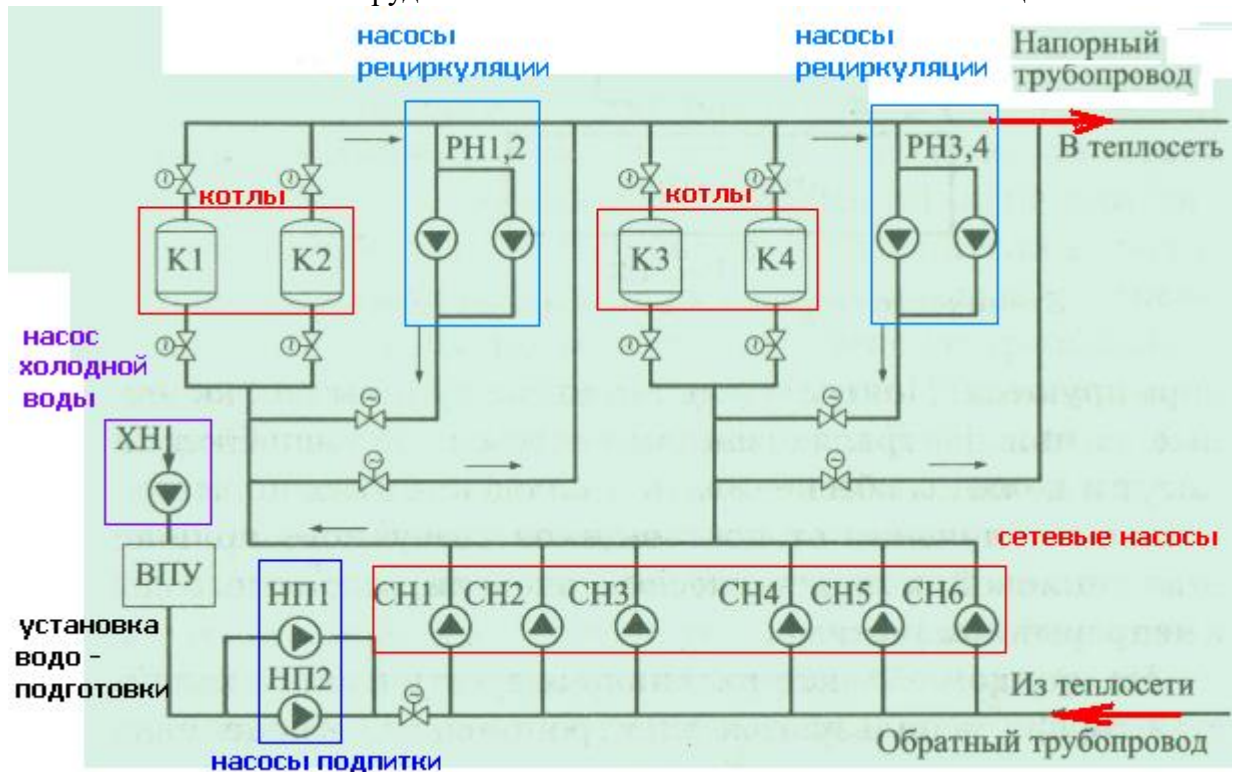 насосы
рециркуляции
насосы
рециркуляции
Напорный
трубопровод
В теплосеть
РН1,2
РН3,4
котлы
котлы
К1
К2
К3
К4
насос
холодной
воды
ХН
ВПУ
установка
водо -
подготовки
НП1
НП2
насосы подпитки
сетевые насосы
СН1
СН2
СН3
СН4
СН5
СН6
Из теплосети
Обратный трубопровод